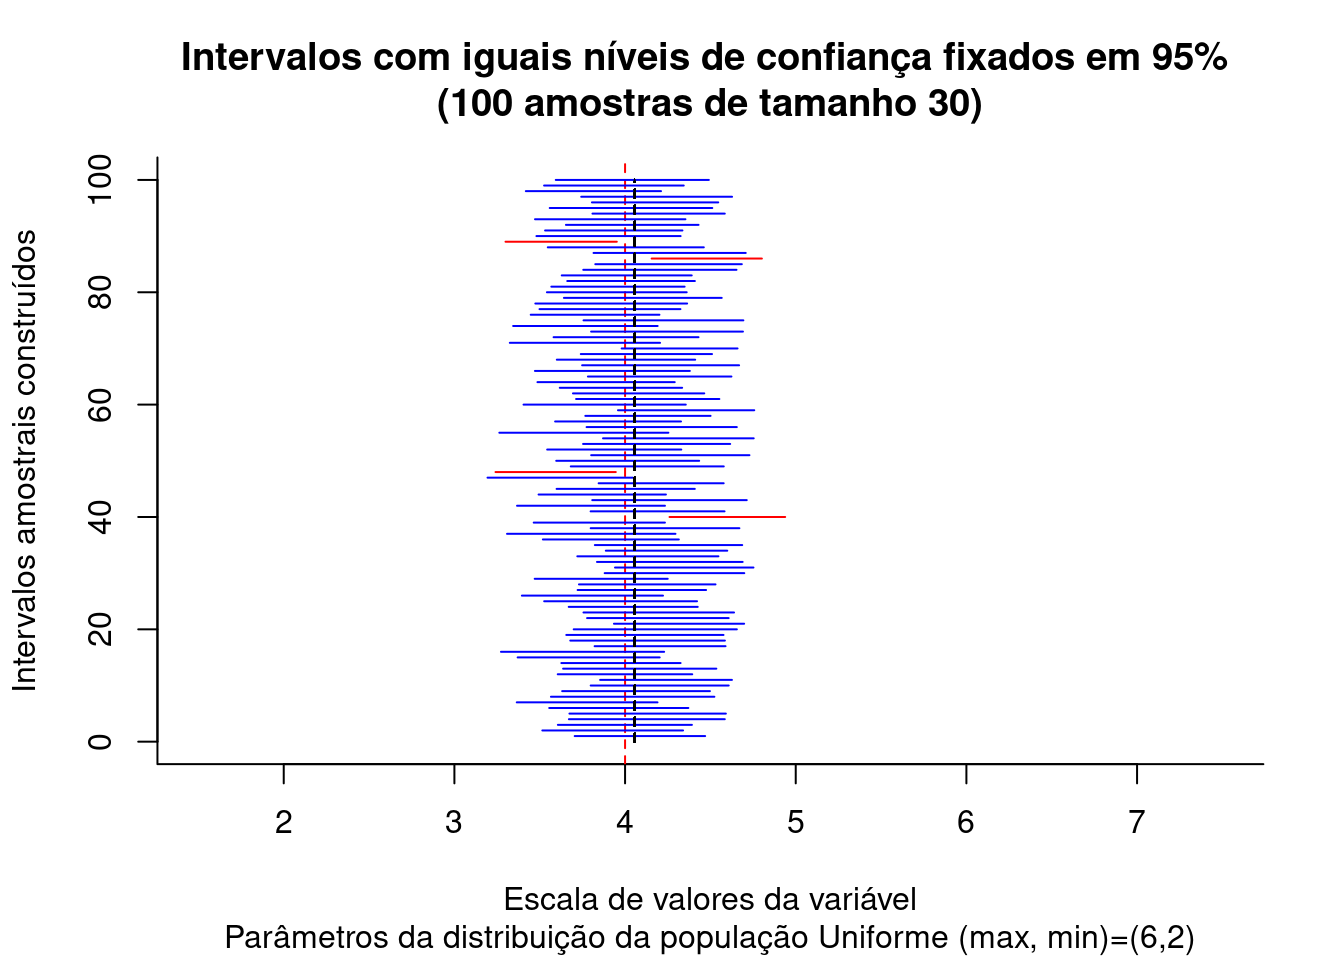 Intervalos com iguais níveis de confiança fixados em 95%
(100 amostras de tamanho 30)
Intervalos amostrais construídos
100
80
60
40
20
0
2 3 4 5 6 7
Escala de valores da variável
Parâmetros da distribuição da população Uniforme (max, min)=(6,2)